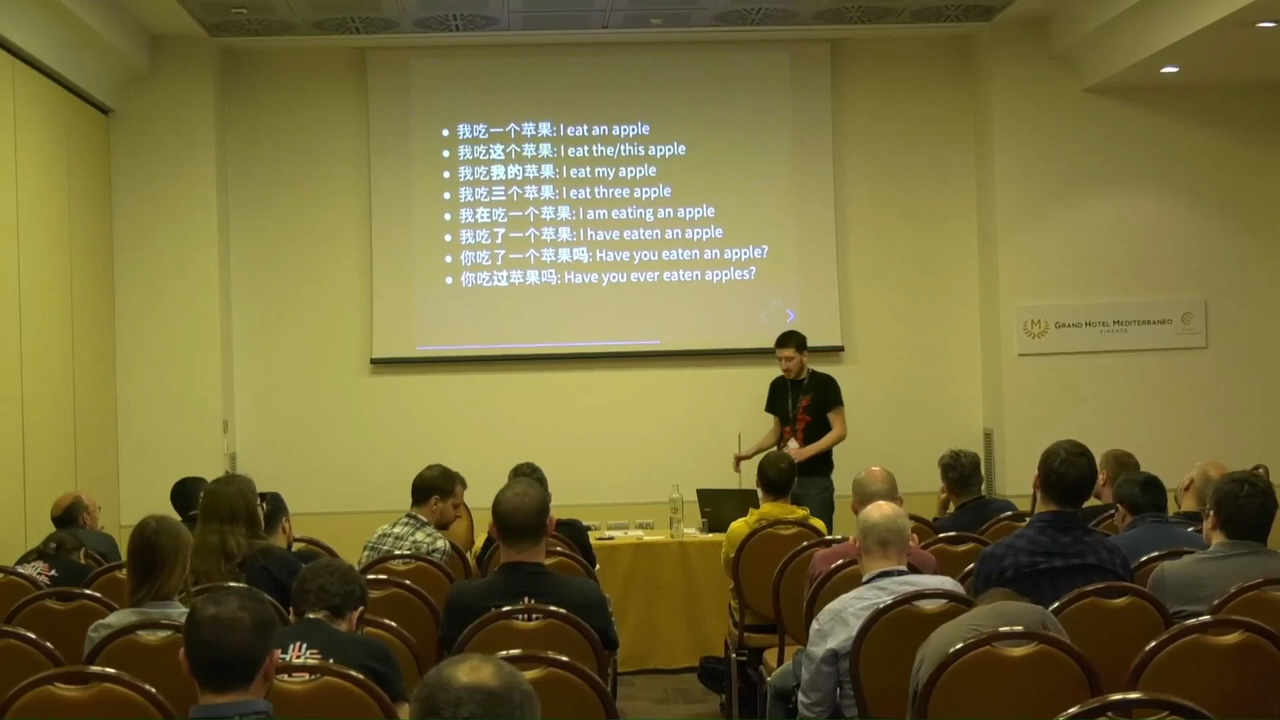 我吃一个苹果: I eat an apple
我吃这个苹果: I eat the/this apple
我吃我的苹果: I eat my apple
我吃三个苹果: I eat three apple
我在吃一个苹果: I am eating an apple
我吃了一个苹果: I have eaten an apple
你吃了一个苹果吗: Have you eaten an apple?
你吃过苹果吗: Have you ever eaten apples?
M GRAND HOTEL MEDITERRANEO
FIRENZE